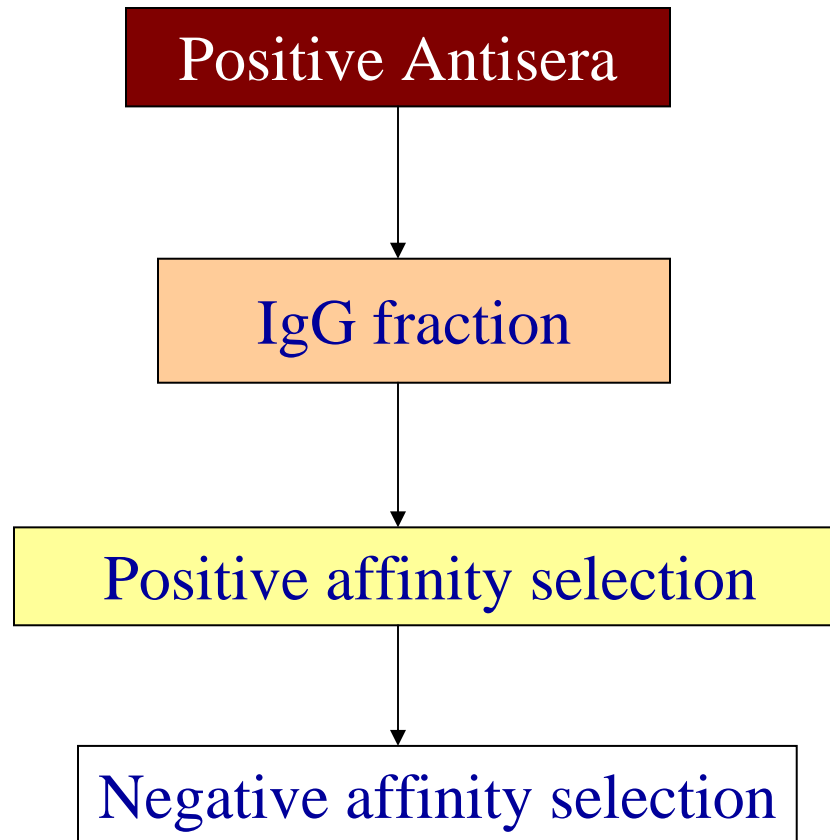 Positive Antisera
IgG fraction
Positive affinity selection
Negative affinity selection